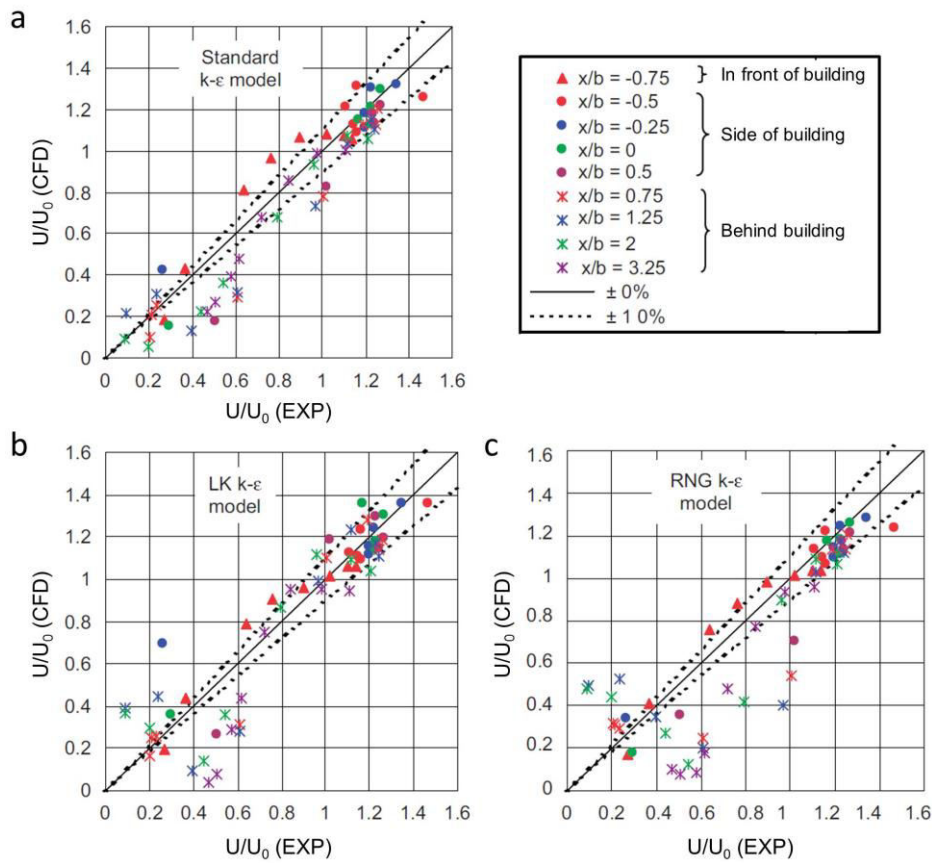 a
1.6
1.4
1.2
1
0.8
0.6
0.4
0.2
0
U/U0 (CFD)
Standard
k-ε model
0 0.2 0.4 0.6 0.8 1 1.2 1.4 1.6
U/U0 (EXP)
x/b = -0.75
x/b = -0.5
x/b = -0.25
x/b = 0
x/b = 0.5
x/b = 0.75
x/b = 1.25
x/b = 2
x/b = 3.25
± 0%
± 1 0%
In front of building
Side of building
Behind building
b
1.6
1.4
1.2
1
0.8
0.6
0.4
0.2
0
U/U0 (CFD)
LK k-ε
model
0 0.2 0.4 0.6 0.8 1 1.2 1.4 1.6
U/U0 (EXP)
c
1.6
1.4
1.2
1
0.8
0.6
0.4
0.2
0
U/U0 (CFD)
RNG k-ε
model
0 0.2 0.4 0.6 0.8 1 1.2 1.4 1.6
U/U0 (EXP)